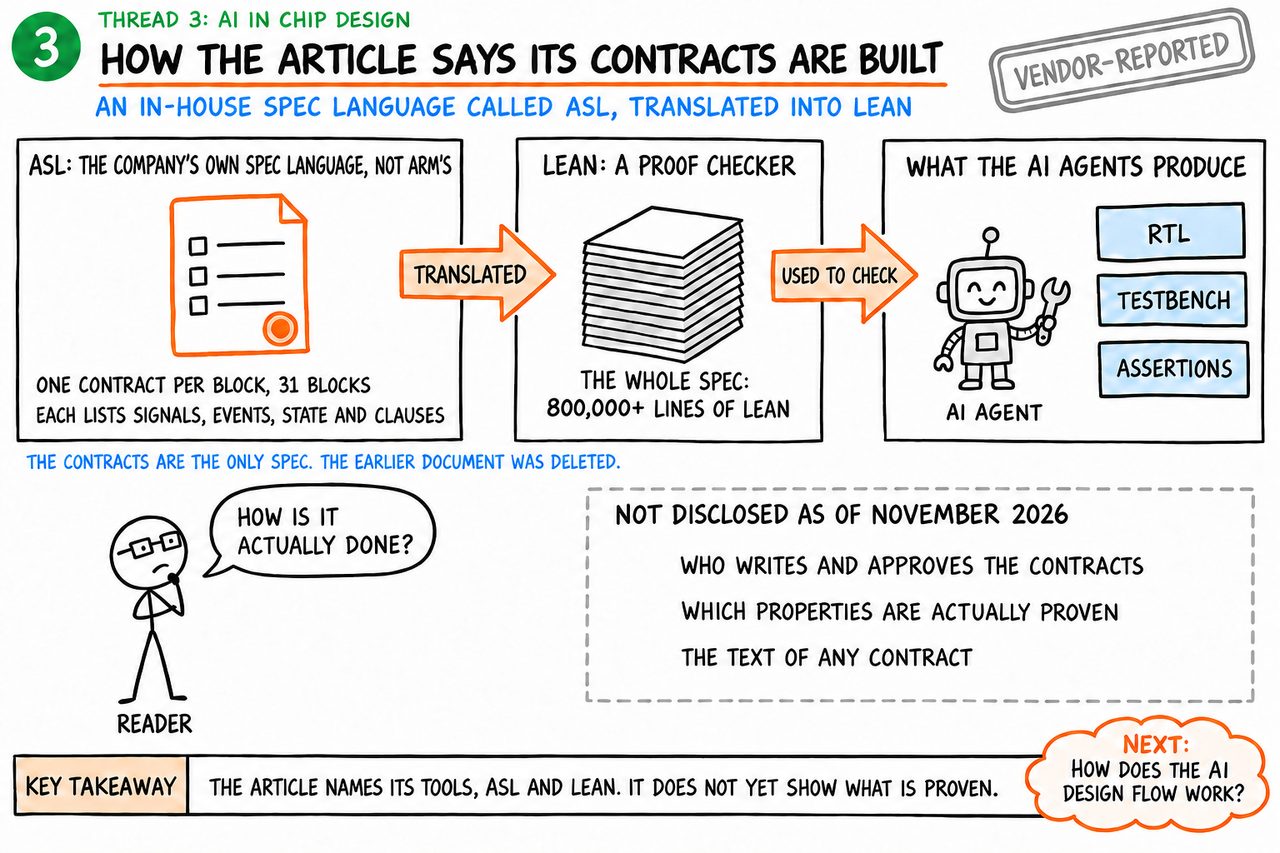 3
THREAD 3: AI IN CHIP DESIGN
HOW THE ARTICLE SAYS ITS CONTRACTS ARE BUILT
AN IN-HOUSE SPEC LANGUAGE CALLED ASL, TRANSLATED INTO LEAN
VENDOR-REPORTED
ASL: THE COMPANY'S OWN SPEC LANGUAGE, NOT ARM'S
ONE CONTRACT PER BLOCK, 31 BLOCKS
EACH LISTS SIGNALS, EVENTS, STATE AND CLAUSES
TRANSLATED
LEAN: A PROOF CHECKER
THE WHOLE SPEC:
800,000+ LINES OF LEAN
USED TO CHECK
WHAT THE AI AGENTS PRODUCE
AI AGENT
RTL
TESTBENCH
ASSERTIONS
THE CONTRACTS ARE THE ONLY SPEC. THE EARLIER DOCUMENT WAS DELETED.
HOW IS IT
ACTUALLY DONE?
READER
NOT DISCLOSED AS OF NOVEMBER 2026
WHO WRITES AND APPROVES THE CONTRACTS
WHICH PROPERTIES ARE ACTUALLY PROVEN
THE TEXT OF ANY CONTRACT
KEY TAKEAWAY
THE ARTICLE NAMES ITS TOOLS, ASL AND LEAN. IT DOES NOT YET SHOW WHAT IS PROVEN.
NEXT:
HOW DOES THE AI
DESIGN FLOW WORK?